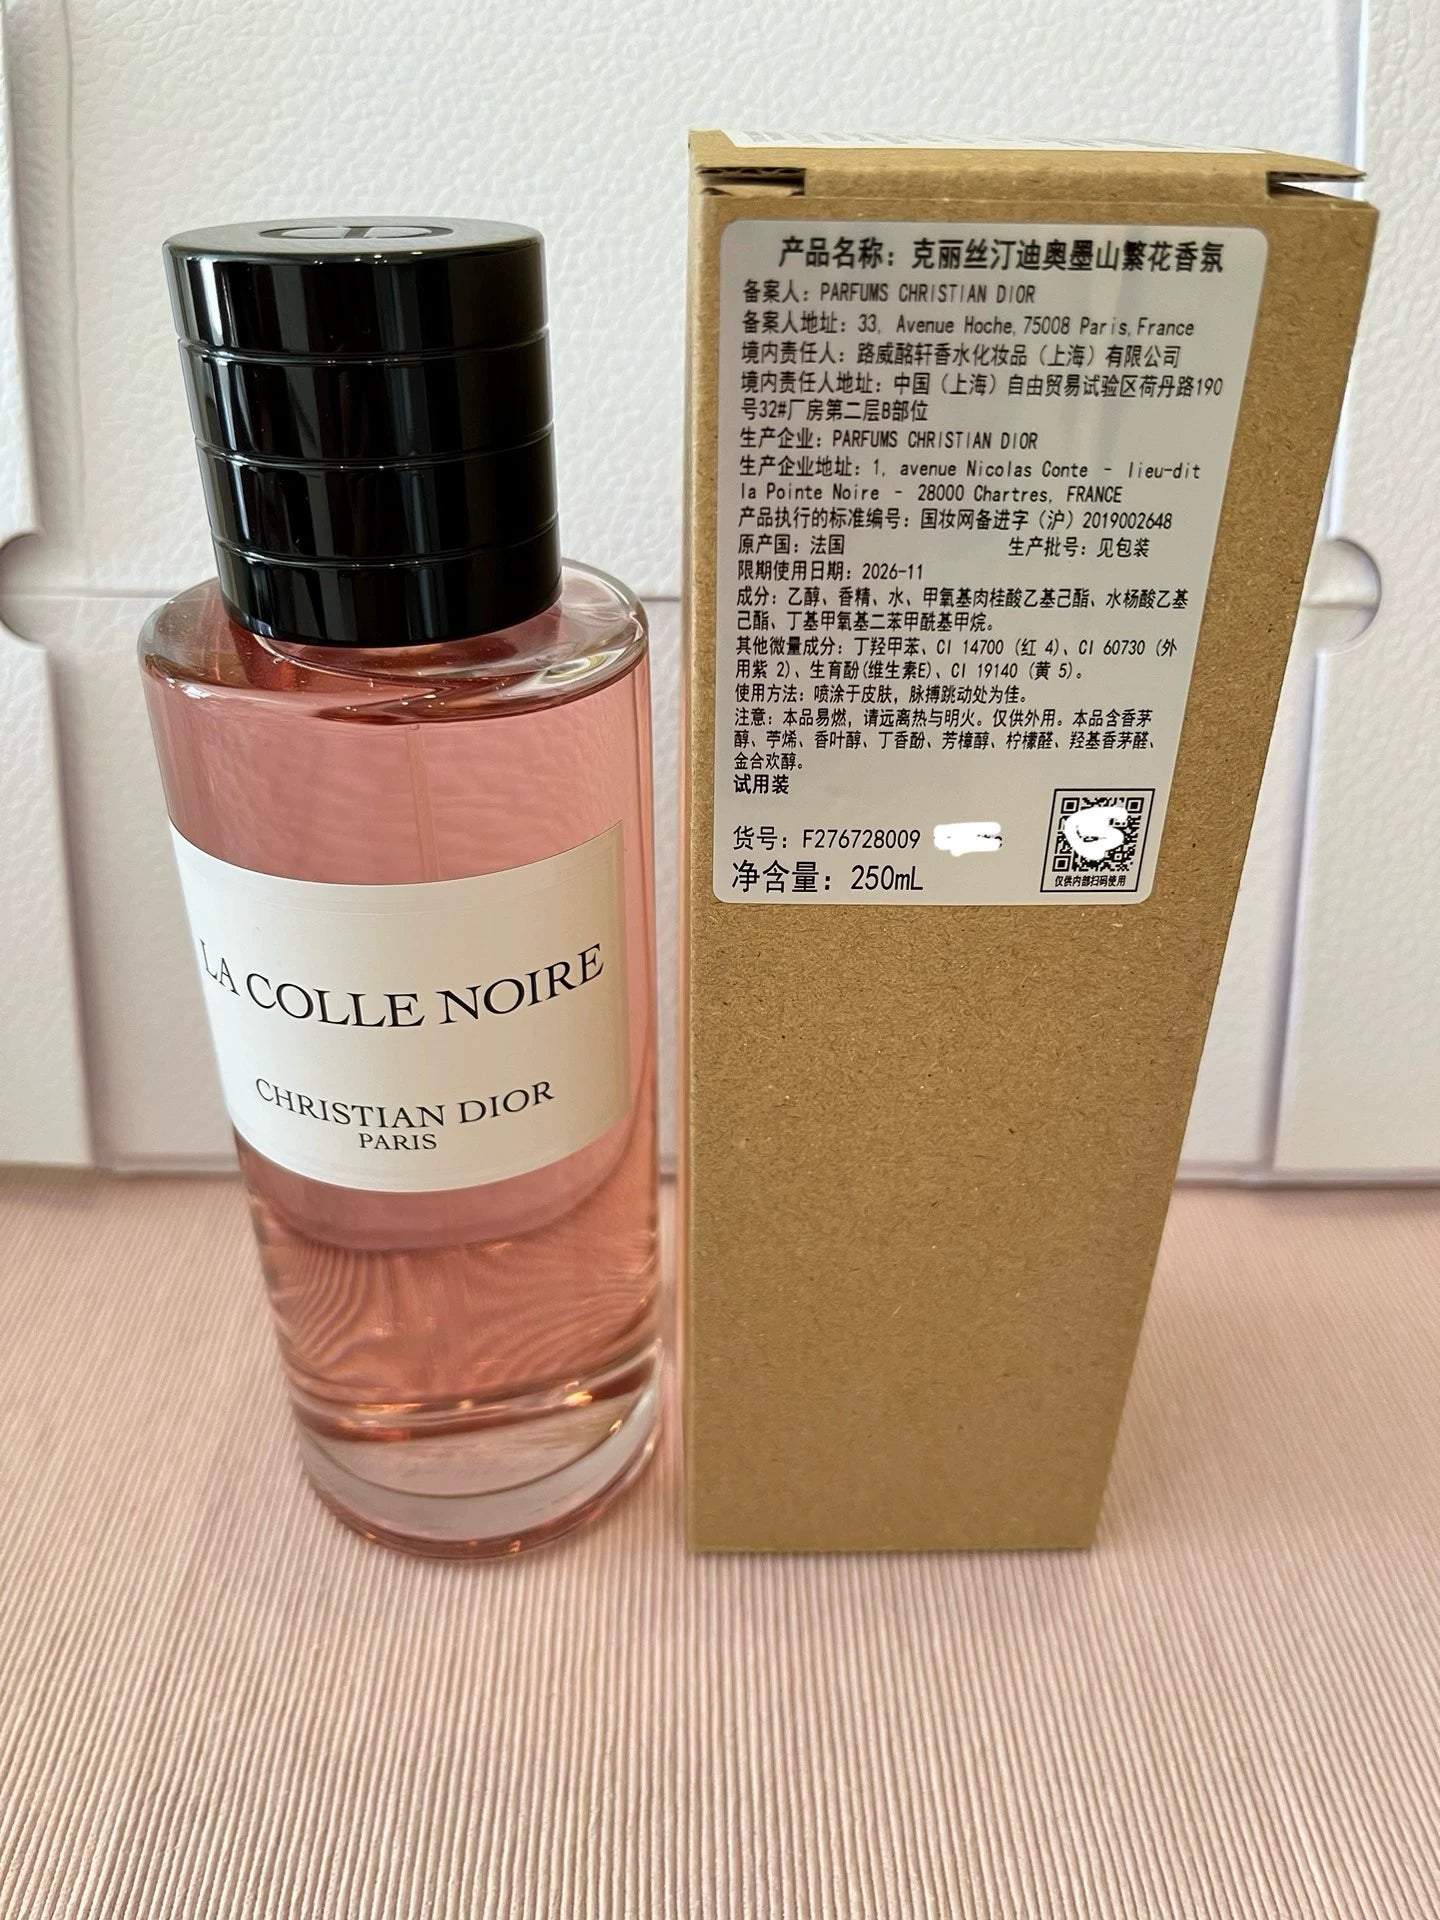 LA COLLE NOIRE
CHRISTIAN DIOR
PARIS
产品名称：克丽丝汀迪奥墨山繁花香氛
备案人：PARFUMS CHRISTIAN DIOR
备案人地址：33, Avenue Hoche,75008 Paris,France
境内责任人：路威酩轩香水化妆品（上海）有限公司
境内责任人地址：中国（上海）自由贸易试验区荷丹路190
号32#厂房第二层B部位
生产企业：PARFUMS CHRISTIAN DIOR
生产企业地址：1, avenue Nicolas Conte - lieu-dit
la Pointe Noire - 28000 Chartres, FRANCE
产品执行的标准编号：国妆网备进字（沪）2019002648
原产国：法国 生产批号：见包装
限期使用日期：2026-11
成分：乙醇、香精、水、甲氧基肉桂酸乙基己酯、水杨酸乙基
己酯、丁基甲氧基二苯甲酰基甲烷。
其他微量成分：丁羟甲苯、CI 14700（红 4）、CI 60730（外
用紫 2）、生育酚(维生素E)、CI 19140（黄 5）。
使用方法：喷涂于皮肤，脉搏跳动处为佳。
注意：本品易燃，请远离热与明火。仅供外用。本品含香茅
醇、苧烯、香叶醇、丁香酚、芳樟醇、柠檬醛、羟基香茅醛、
金合欢醇。
试用装
货号：F276728009
净含量：250mL
仅供内部扫码使用